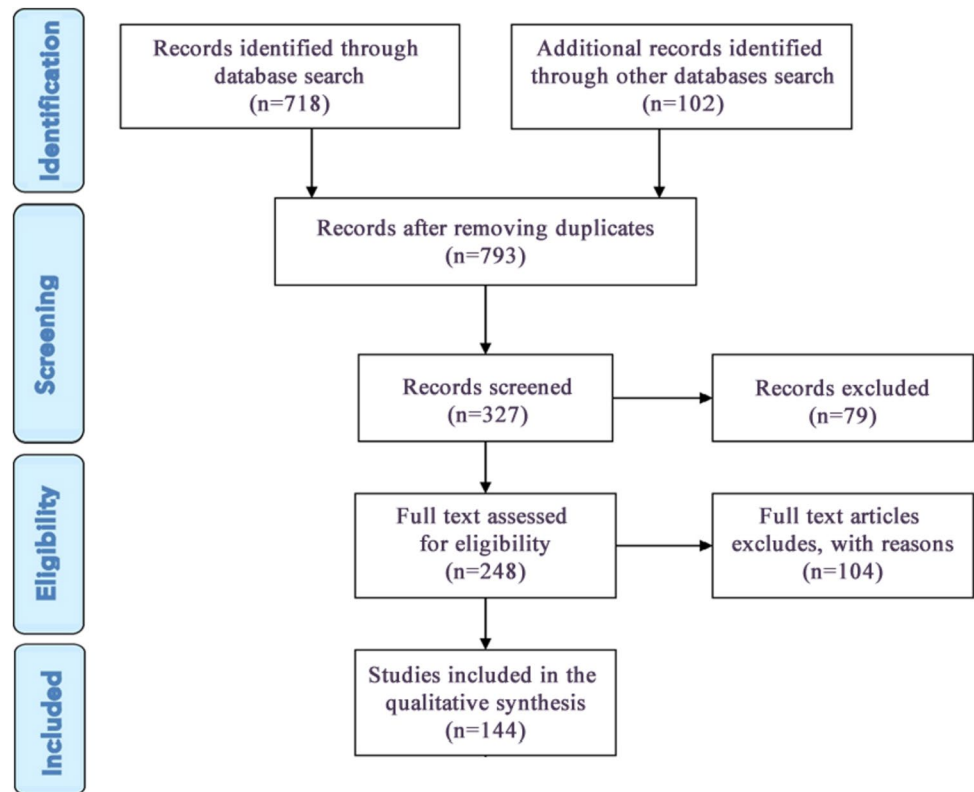 Identification
Records identified through
database search
(n=718)
Additional records identified
through other databases search
(n=102)
Screening
Records after removing duplicates
(n=793)
Records screened
(n=327)
Records excluded
(n=79)
Eligibility
Full text assessed
for eligibility
(n=248)
Full text articles
excludes, with reasons
(n=104)
Included
Studies included in the
qualitative synthesis
(n=144)